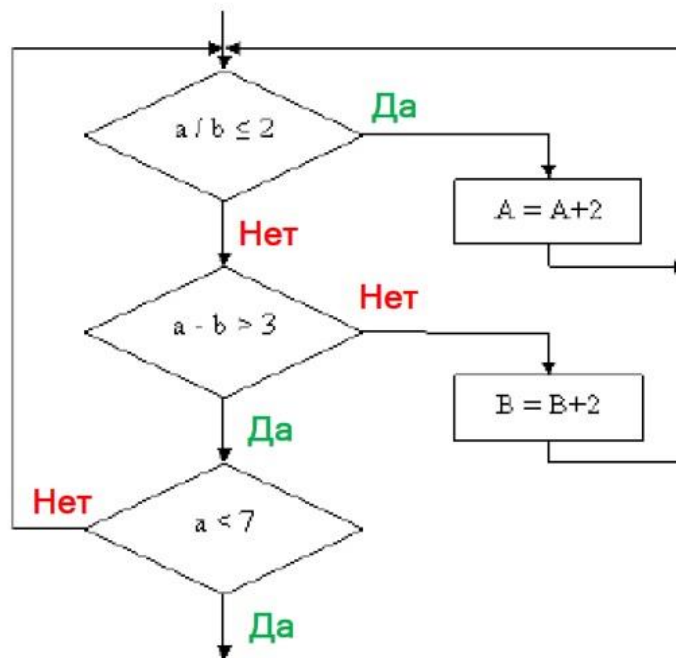 a / b ≤ 2
Да
A = A+2
Нет
a - b > 3
Нет
B = B+2
Да
Нет
a < 7
Да